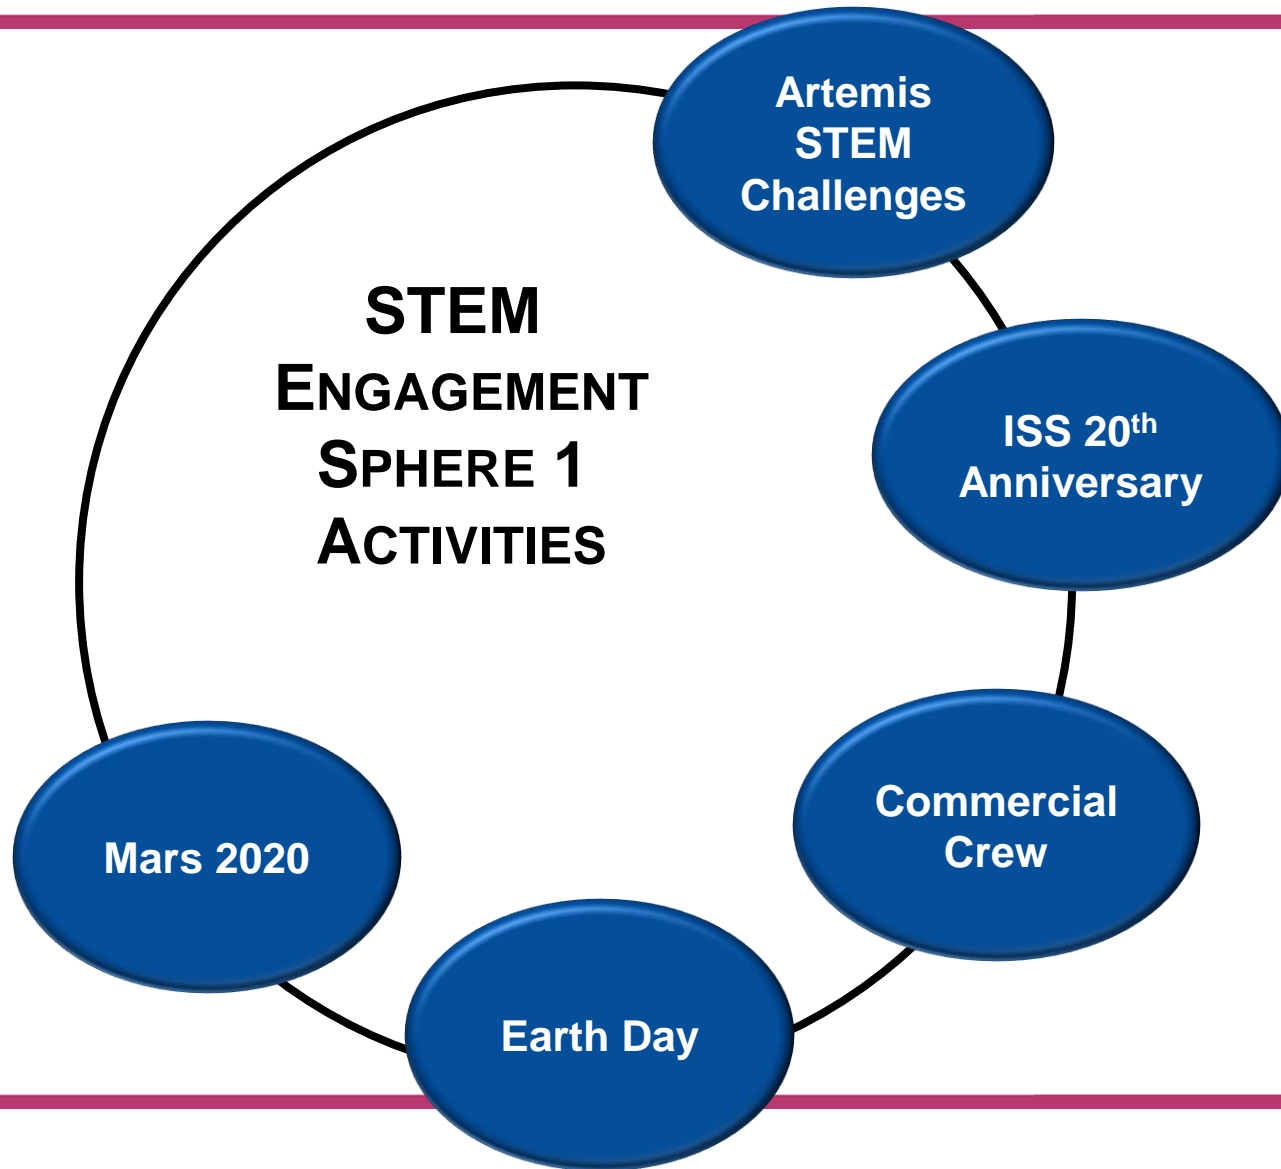 Artemis
STEM
Challenges
STEM
ENGAGEMENT
SPHERE 1
ACTIVITIES
ISS 20th
Anniversary
Commercial
Crew
Mars 2020
Earth Day